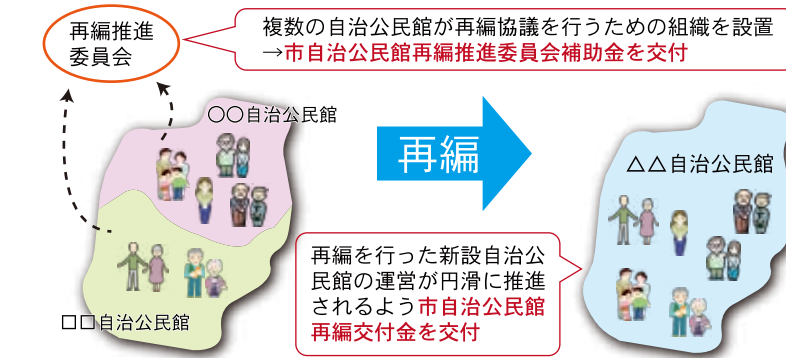 再編推進
委員会
複数の自治公民館が再編協議を行うための組織を設置
→市自治公民館再編推進委員会補助金を交付
〇〇自治公民館
再編
△△自治公民館
再編を行った新設自治公
民館の運営が円滑に推進
されるよう市自治公民館
再編交付金を交付
□□自治公民館